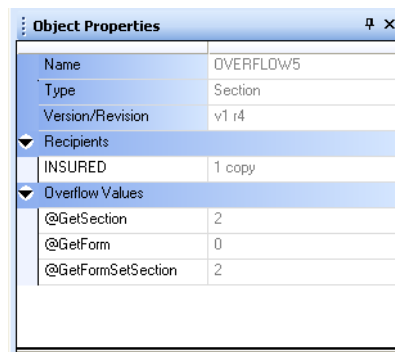 Object Properties
Name OVERFLOW5
Type Section
Version/Revision v1 r4
Recipients
INSURED 1 copy
Overflow Values
@GetSection 2
@GetForm 0
@GetFormSetSection 2